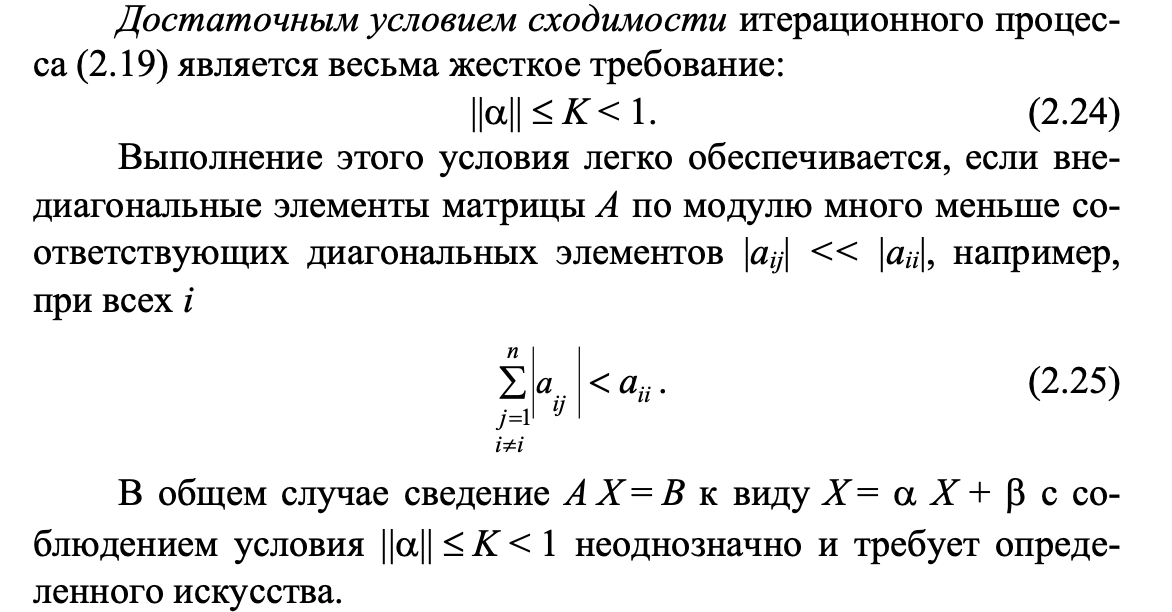 Достаточным условием сходимости итерационного процес-
са (2.19) является весьма жесткое требование:
||α|| ≤ K < 1. (2.24)
Выполнение этого условия легко обеспечивается, если вне-
диагональные элементы матрицы A по модулю много меньше со-
ответствующих диагональных элементов |aij| << |aii|, например,
при всех i
n
∑|aij| < aii. (2.25)
j=1
i≠i
В общем случае сведение A X = B к виду X = α X + β с со-
блюдением условия ||α|| ≤ K < 1 неоднозначно и требует опреде-
ленного искусства.